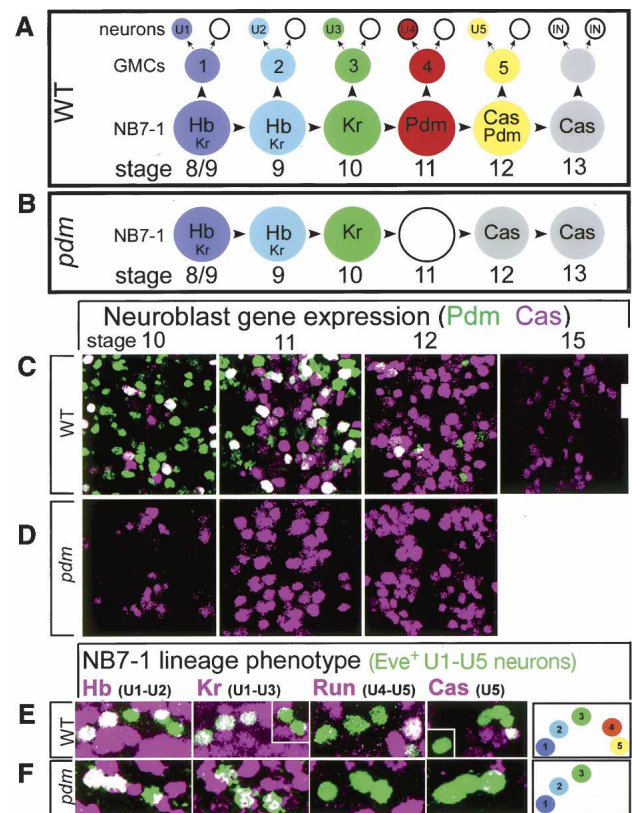 A
WT
neurons U1 U2 U3 U4 U5 IN IN
GMCs 1 2 3 4 5
NB7-1 Hb Kr Hb Kr Kr Pdm Cas Pdm Cas
stage 8/9 9 10 11 12 13
B
pdm
NB7-1 Hb Kr Hb Kr Kr Cas Cas
stage 8/9 9 10 11 12 13
Neuroblast gene expression (Pdm Cas)
stage 10 11 12 15
C
WT
D
pdm
NB7-1 lineage phenotype (Eve+ U1-U5 neurons)
Hb (U1-U2) Kr (U1-U3) Run (U4-U5) Cas (U5)
E
WT
1 2 3 4 5
F
pdm
1 2 3